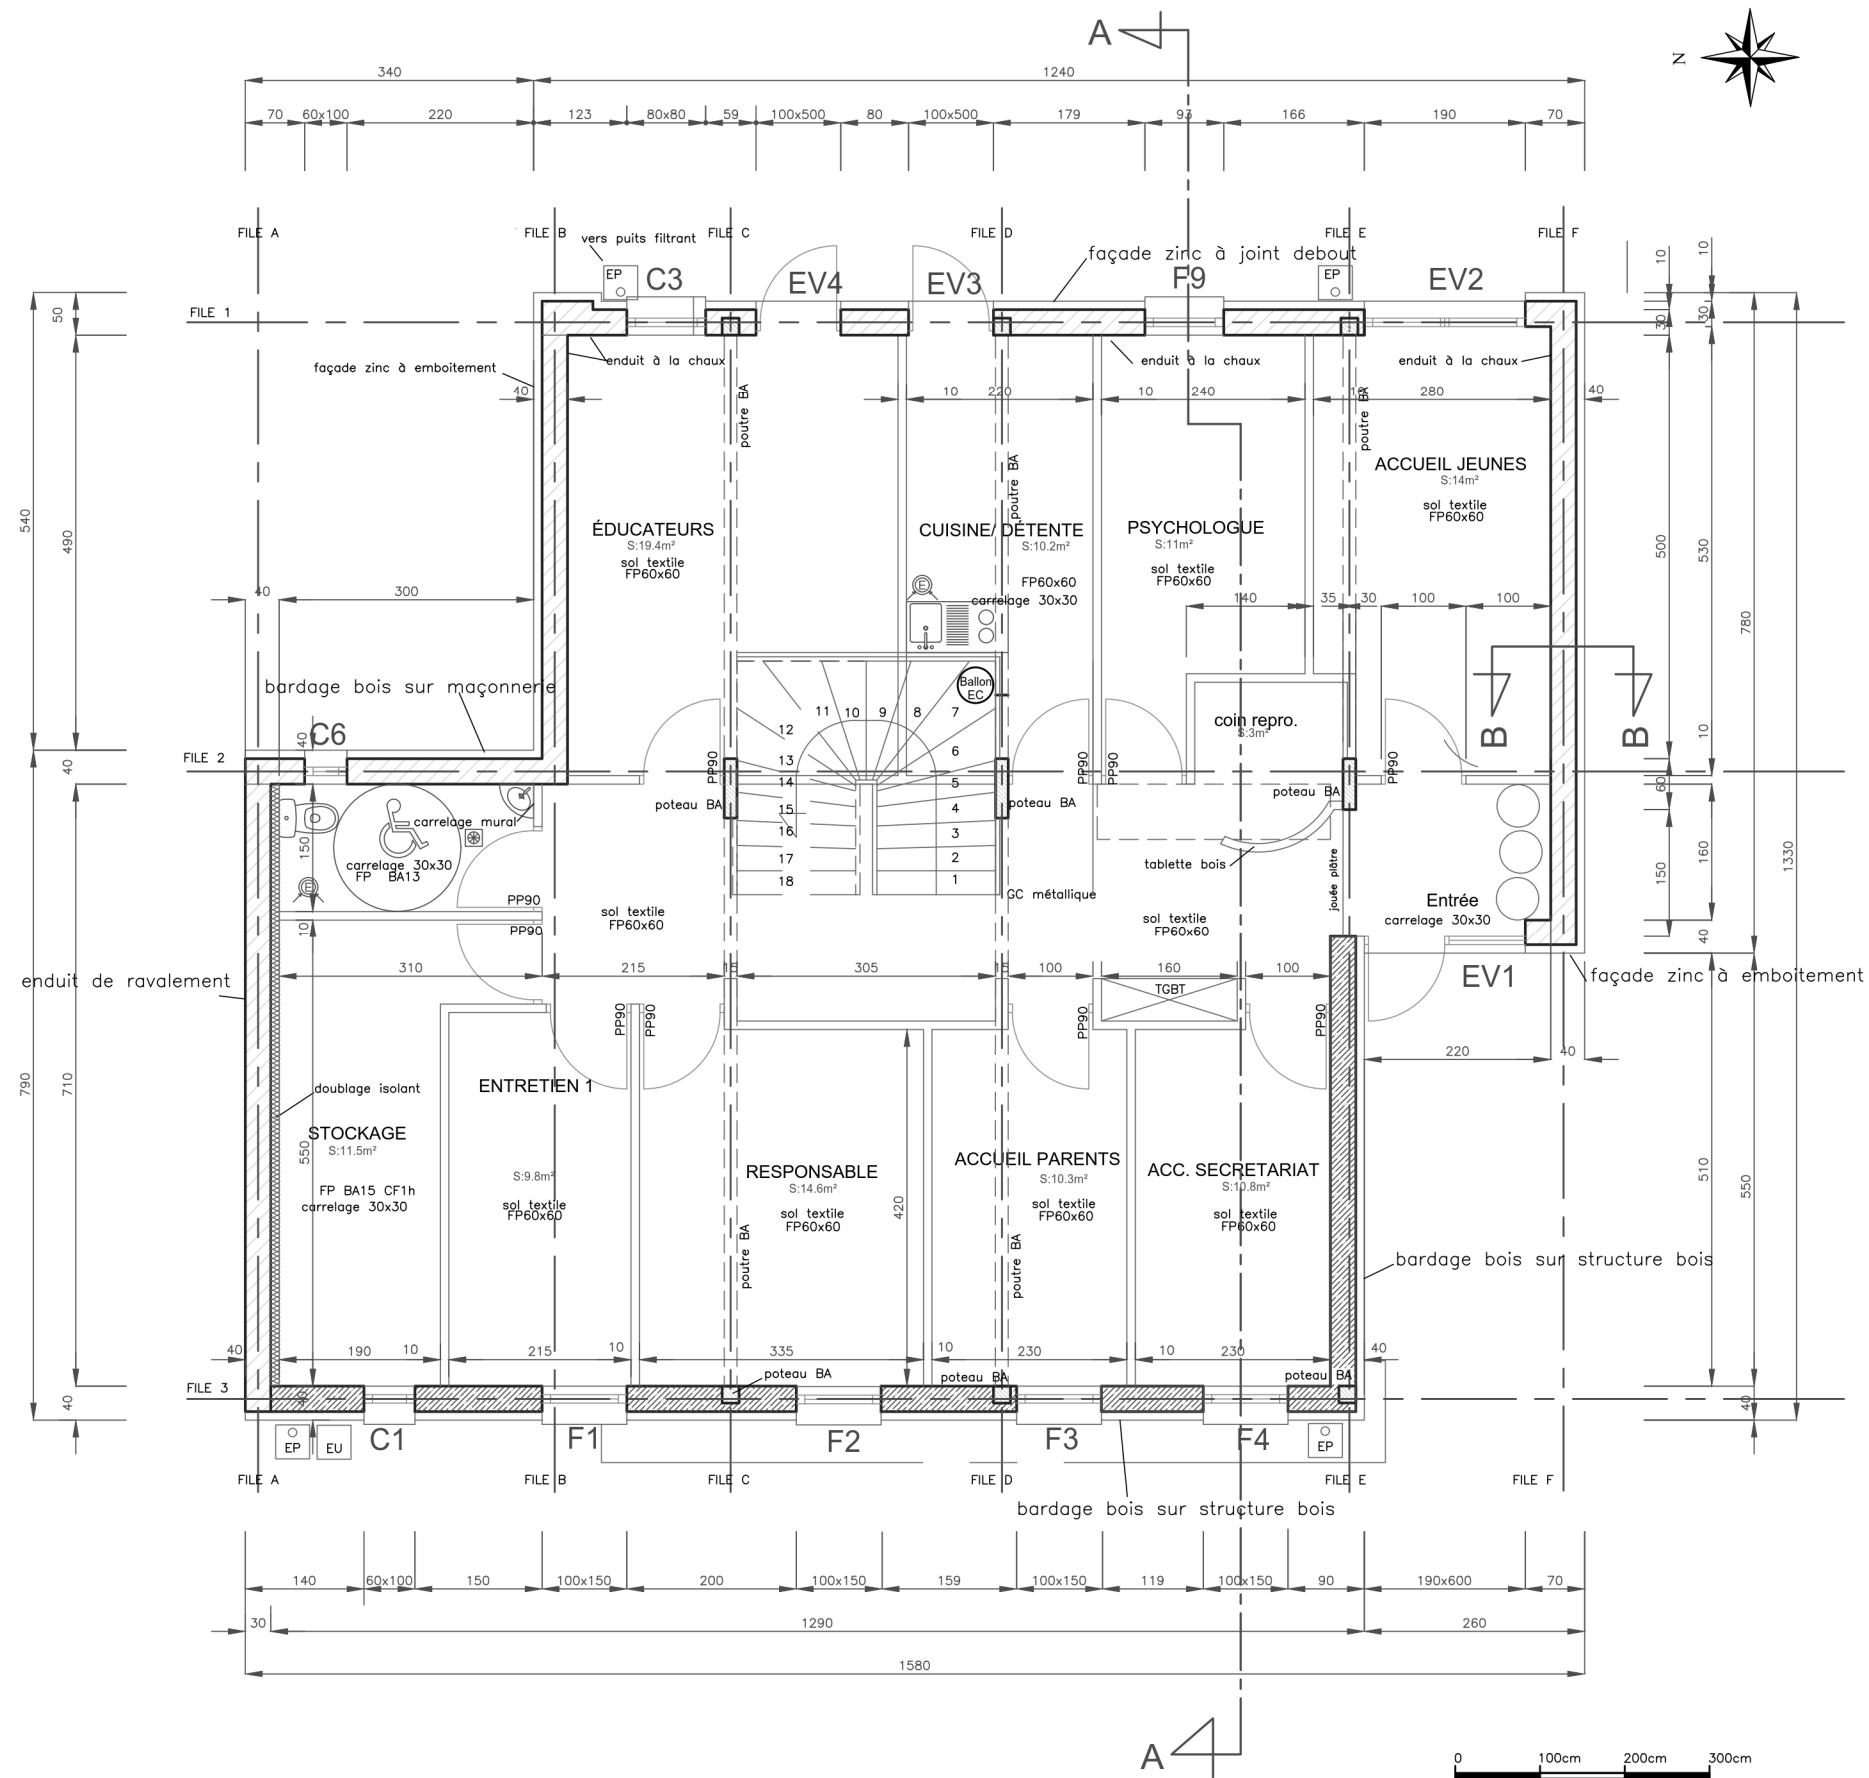 A
N
340
1240
70
60x100
220
123
80x80
59
100x500
80
100x500
179
93
166
190
70
FILE A
FILE B
vers puits filtrant
FILE C
FILE D
FILE E
FILE F
façade zinc à joint debout
EP
C3
EV4
EV3
F9
EP
EV2
10
10
50
FILE 1
30
30
façade zinc à emboitement
enduit à la chaux
enduit à la chaux
enduit à la chaux
40
10
220
10
240
10
280
40
poutre BA
poutre BA
poutre BA
ACCUEIL JEUNES
S:14m²
sol textile
FP60x60
540
490
ÉDUCATEURS
S:19.4m²
sol textile
FP60x60
CUISINE/ DÉTENTE
S:10.2m²
FP60x60
carrelage 30x30
PSYCHOLOGUE
S:11m²
sol textile
FP60x60
500
530
780
40
300
E
140
35
30
100
100
bardage bois sur maçonnerie
Ballon
EC
coin repro.
S:3m²
B
B
C6
40
10
FILE 2
40
PP90
PP90
PP90
PP90
60
1
2
3
4
5
6
7
8
9
10
11
12
13
14
15
16
17
18
poteau BA
poteau BA
poteau BA
carrelage mural
150
carrelage 30x30
FP BA13
E
tablette bois
jouée plâtre
150
160
1330
PP90
10
PP90
sol textile
FP60x60
GC métallique
sol textile
FP60x60
Entrée
carrelage 30x30
40
enduit de ravalement
310
215
15
305
15
100
160
100
TGBT
EV1
façade zinc à emboitement
PP90
PP90
PP90
PP90
220
40
790
710
doublage isolant
ENTRETIEN 1
STOCKAGE
S:11.5m²
550
FP BA15 CF1h
carrelage 30x30
S:9.8m²
sol textile
FP60x60
RESPONSABLE
S:14.6m²
sol textile
FP60x60
420
ACCUEIL PARENTS
S:10.3m²
sol textile
FP60x60
ACC. SECRETARIAT
S:10.8m²
sol textile
FP60x60
510
550
poutre BA
poutre BA
bardage bois sur structure bois
40
190
10
215
10
335
10
230
10
230
40
poteau BA
poteau BA
poteau BA
FILE 3
40
40
40
40
EP
EU
C1
F1
F2
F3
F4
EP
FILE A
FILE B
FILE C
FILE D
FILE E
FILE F
bardage bois sur structure bois
140
60x100
150
100x150
200
100x150
159
100x150
119
100x150
90
190x600
70
30
1290
260
1580
A
0
100cm
200cm
300cm